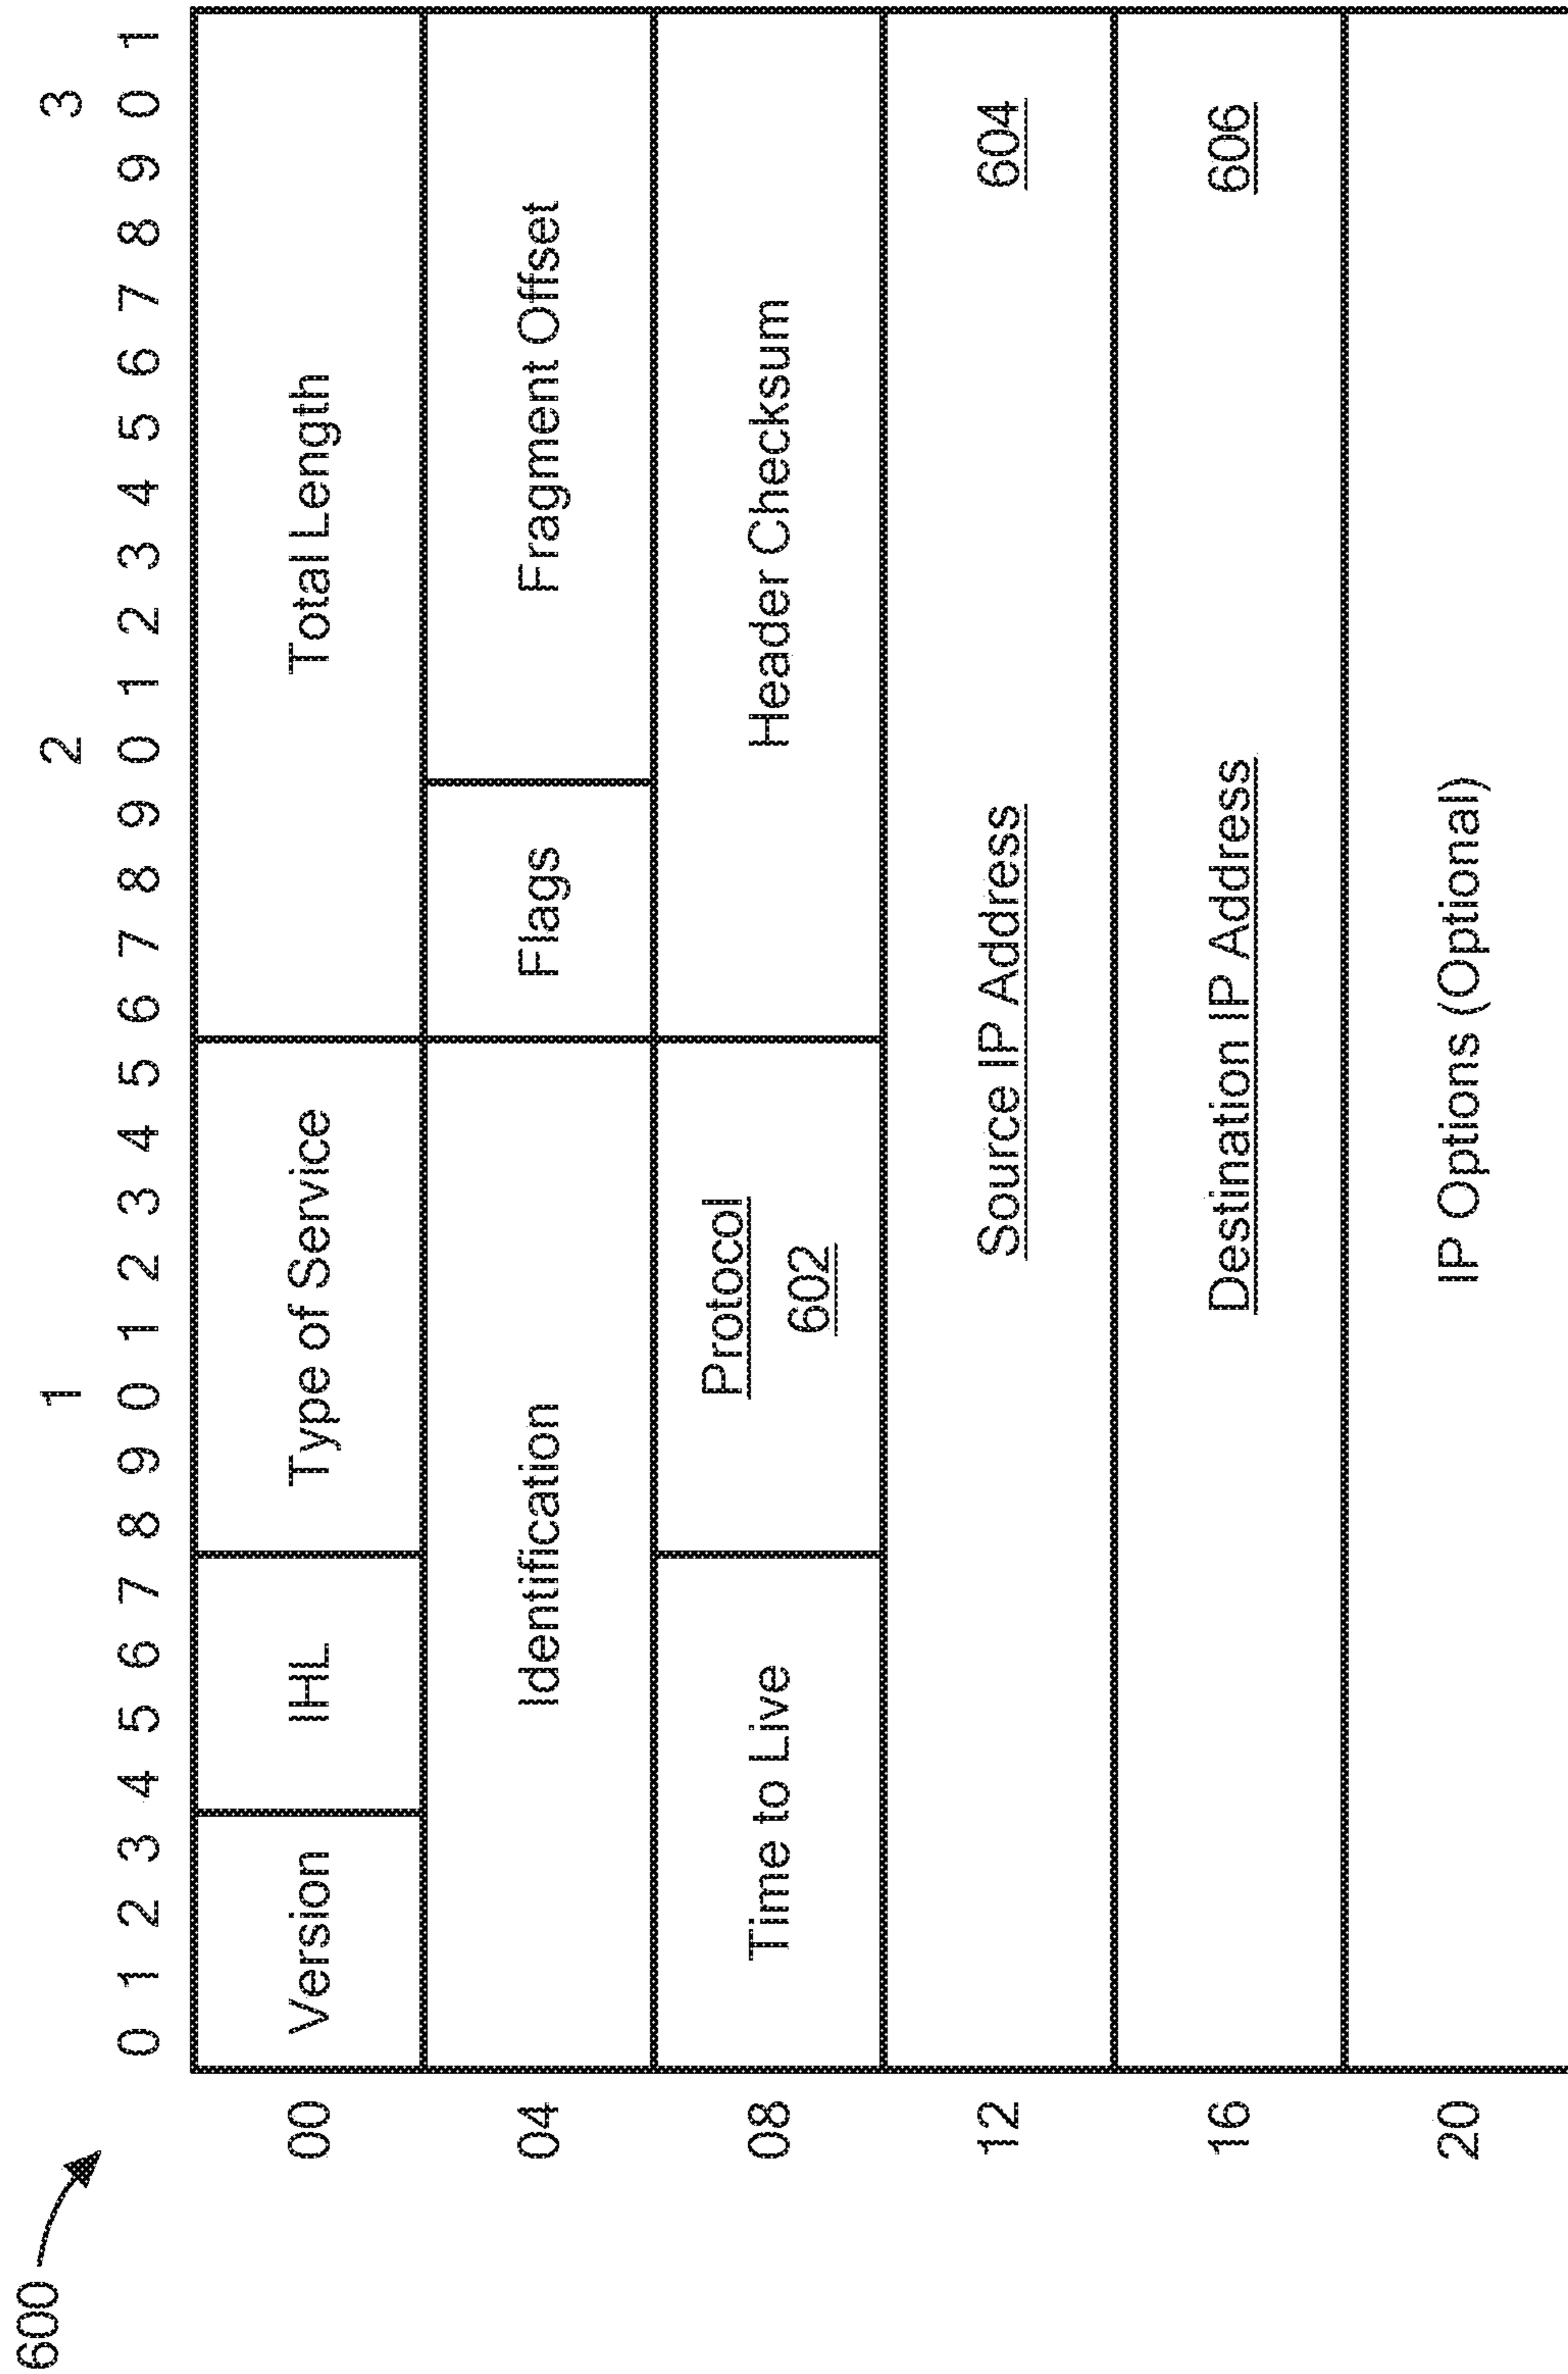 600
1 2 3
0 1 2 3 4 5 6 7 8 9 0 1 2 3 4 5 6 7 8 9 0 1 2 3 4 5 6 7 8 9 0 1
00 Version IHL Type of Service Total Length
04 Identification Flags Fragment Offset
08 Time to Live Protocol 602 Header Checksum
12 Source IP Address 604
16 Destination IP Address 606
20 IP Options (Optional)